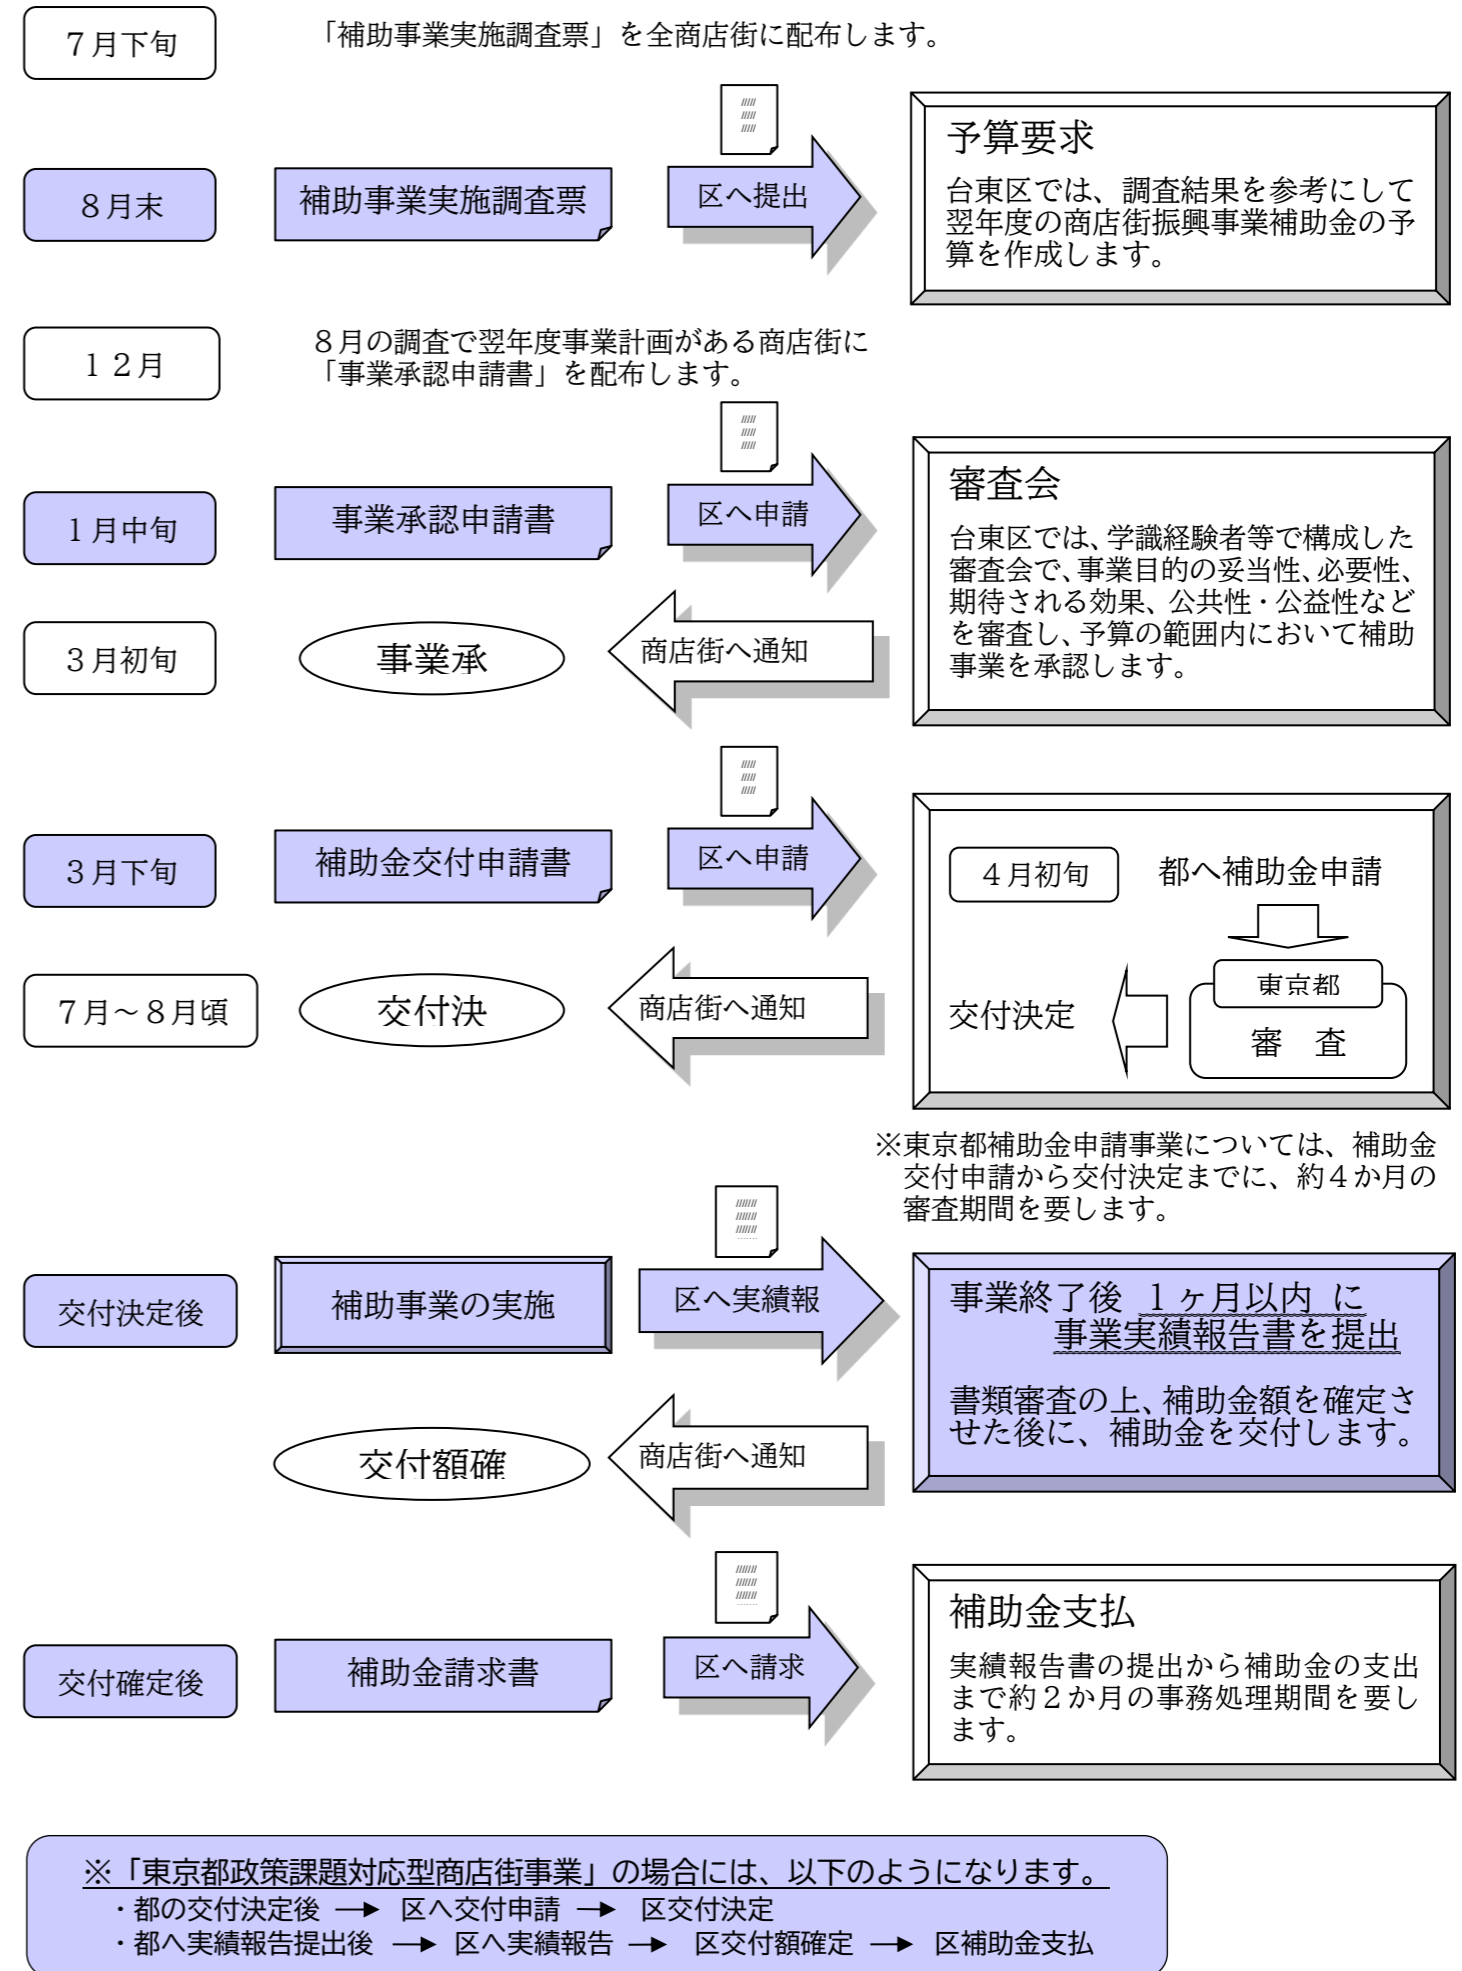 ７月下旬
「補助事業実施調査票」を全商店街に配布します。
８月末
補助事業実施調査票
区へ提出
予算要求
台東区では、調査結果を参考にして
翌年度の商店街振興事業補助金の予
算を作成します。
１２月
８月の調査で翌年度事業計画がある商店街に
「事業承認申請書」を配布します。
１月中旬
事業承認申請書
区へ申請
審査会
台東区では、学識経験者等で構成した
審査会で、事業目的の妥当性、必要性、
期待される効果、公共性・公益性など
を審査し、予算の範囲内において補助
事業を承認します。
３月初旬
事業承
商店街へ通知
３月下旬
補助金交付申請書
区へ申請
４月初旬
都へ補助金申請
東京都
審　査
交付決定
７月～８月頃
交付決
商店街へ通知
※東京都補助金申請事業については、補助金
交付申請から交付決定までに、約４か月の
審査期間を要します。
交付決定後
補助事業の実施
区へ実績報
事業終了後 １ヶ月以内 に
事業実績報告書を提出
書類審査の上、補助金額を確定さ
せた後に、補助金を交付します。
交付額確
商店街へ通知
交付確定後
補助金請求書
区へ請求
補助金支払
実績報告書の提出から補助金の支出
まで約２か月の事務処理期間を要し
ます。
※「東京都政策課題対応型商店街事業」の場合には、以下のようになります。
・都の交付決定後 → 区へ交付申請 → 区交付決定
・都へ実績報告提出後 → 区へ実績報告 → 区交付額確定 → 区補助金支払